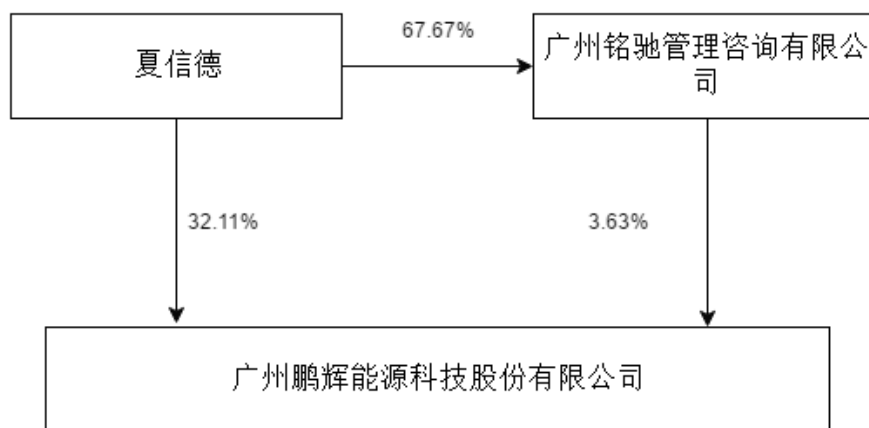 67.67%
夏信德
广州铭驰管理咨询有限公
司
32.11%
3.63%
广州鹏辉能源科技股份有限公司